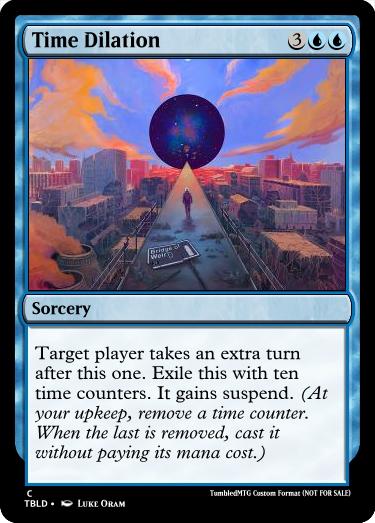 Time Dilation 3
Bridge of
Weir
Sorcery
Target player takes an extra turn
after this one. Exile this with ten
time counters. It gains suspend. (At
your upkeep, remove a time counter.
When the last is removed, cast it
without paying its mana cost.)
C
TBLD • Luke Oram
TumbledMTG Custom Format (NOT FOR SALE)